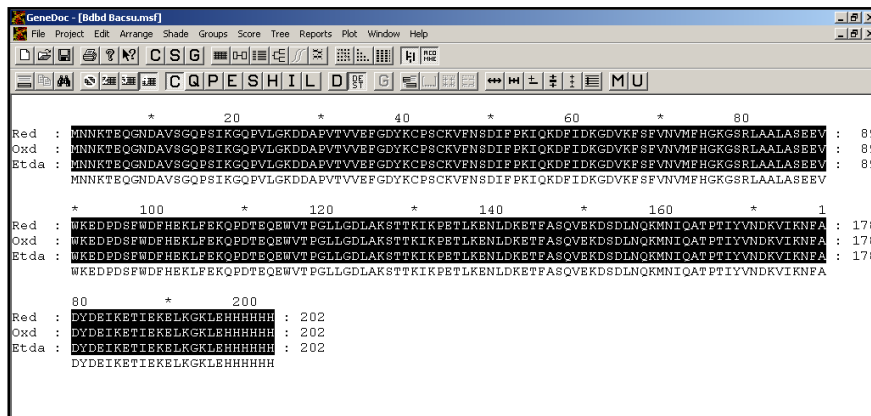 GeneDoc - [Bdbd Bacsu.msf]
File Project Edit Arrange Shade Groups Score Tree Reports Plot Window Help
C S G
C Q P E S H I L D G M U
* 20 * 40 * 60 * 80
Red : MNNKTEQGNDAVSGQPSIKGQPVLGKDDAPVTVVEFGDYKCPSCKVFNSDIFPKIQKDFIDKGDVKFSFVNVMFHGKGSRLAALASEEV : 89
Oxd : MNNKTEQGNDAVSGQPSIKGQPVLGKDDAPVTVVEFGDYKCPSCKVFNSDIFPKIQKDFIDKGDVKFSFVNVMFHGKGSRLAALASEEV : 89
Etda : MNNKTEQGNDAVSGQPSIKGQPVLGKDDAPVTVVEFGDYKCPSCKVFNSDIFPKIQKDFIDKGDVKFSFVNVMFHGKGSRLAALASEEV : 89
MNNKTEQGNDAVSGQPSIKGQPVLGKDDAPVTVVEFGDYKCPSCKVFNSDIFPKIQKDFIDKGDVKFSFVNVMFHGKGSRLAALASEEV
* 100 * 120 * 140 * 160 * 1
Red : WKEDPDSFWDFHEKLFEKQPDTEQEWVTPGLLGDLAKSTTKIKPETLKENLDKETFASQVEKDSDLNQKMNIQATPTIYVNDKVIKNFA : 178
Oxd : WKEDPDSFWDFHEKLFEKQPDTEQEWVTPGLLGDLAKSTTKIKPETLKENLDKETFASQVEKDSDLNQKMNIQATPTIYVNDKVIKNFA : 178
Etda : WKEDPDSFWDFHEKLFEKQPDTEQEWVTPGLLGDLAKSTTKIKPETLKENLDKETFASQVEKDSDLNQKMNIQATPTIYVNDKVIKNFA : 178
WKEDPDSFWDFHEKLFEKQPDTEQEWVTPGLLGDLAKSTTKIKPETLKENLDKETFASQVEKDSDLNQKMNIQATPTIYVNDKVIKNFA
80 * 200
Red : DYDEIKETIEKELKGKLEHHHHHH : 202
Oxd : DYDEIKETIEKELKGKLEHHHHHH : 202
Etda : DYDEIKETIEKELKGKLEHHHHHH : 202
DYDEIKETIEKELKGKLEHHHHHH